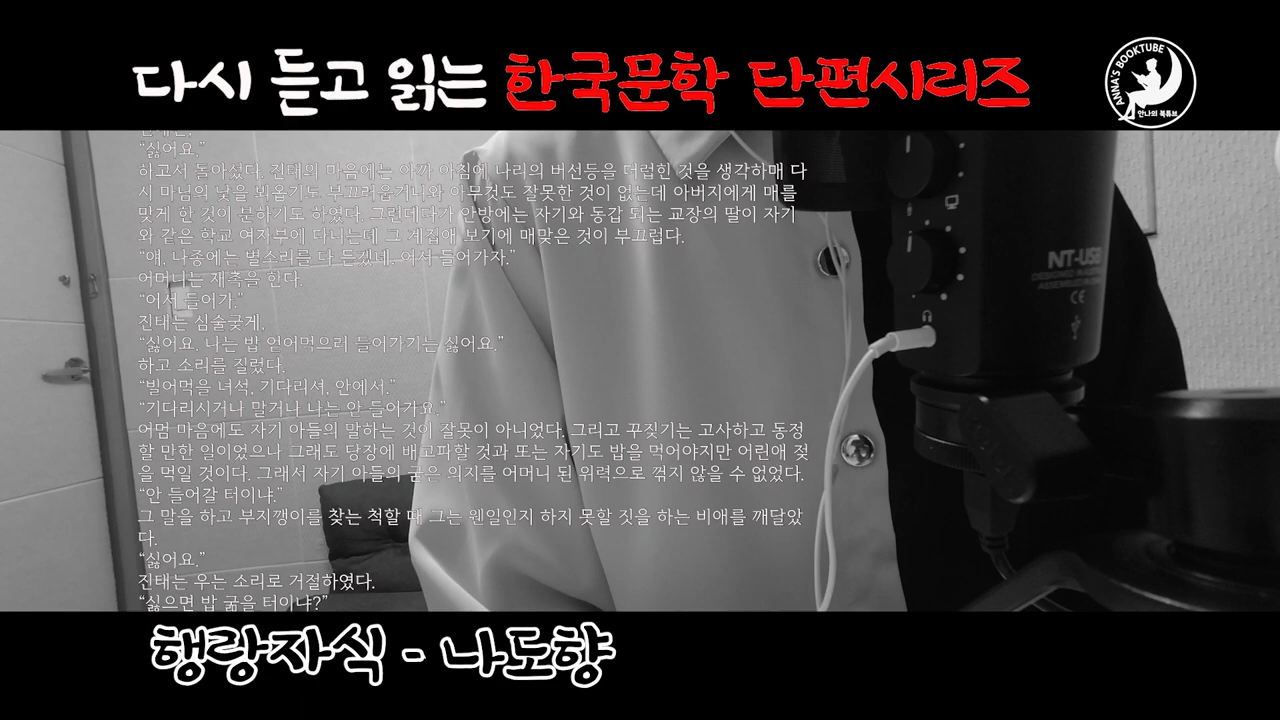 다시 듣고 읽는 한국문학 단편시리즈
ANNA'S BOOKTUBE
안나의 북튜브
“싫어요.”
하고서 돌아섰다. 진태의 마음에는 아까 아침에 나리의 버선등을 더럽힌 것을 생각하매 다
시 마님의 낯을 뵈옵기도 부끄러웁거니와 아무것도 잘못한 것이 없는데 아버지에게 매를
맞게 한 것이 분하기도 하였다. 그런데다가 안방에는 자기와 동갑 되는 교장의 딸이 자기
와 같은 학교 여자부에 다니는데 그 계집애 보기에 매맞은 것이 부끄럽다.
“얘, 나중에는 별소리를 다 듣겠네. 어서 들어가자.”
어머니는 재촉을 한다.
“어서 들어가.”
진태는 심술궂게,
“싫어요. 나는 밥 얻어먹으러 들어가기는 싫어요.”
하고 소리를 질렀다.
“빌어먹을 녀석, 기다리셔, 안에서.”
“기다리시거나 말거나 나는 안 들어가요.”
어멈 마음에도 자기 아들의 말하는 것이 잘못이 아니었다. 그리고 꾸짖기는 고사하고 동정
할 만한 일이었으나 그래도 당장에 배고파할 것과 또는 자기도 밥을 먹어야지만 어린애 젖
을 먹일 것이다. 그래서 자기 아들의 굳은 의지를 어머니 된 위력으로 꺾지 않을 수 없었다.
“안 들어갈 터이냐.”
그 말을 하고 부지깽이를 찾는 척할 때 그는 웬일인지 하지 못할 짓을 하는 비애를 깨달았
다.
“싫어요.”
진태는 우는 소리로 거절하였다.
“싫으면 밥 굶을 터이냐?”
NT-USB
행랑자식 - 나도향